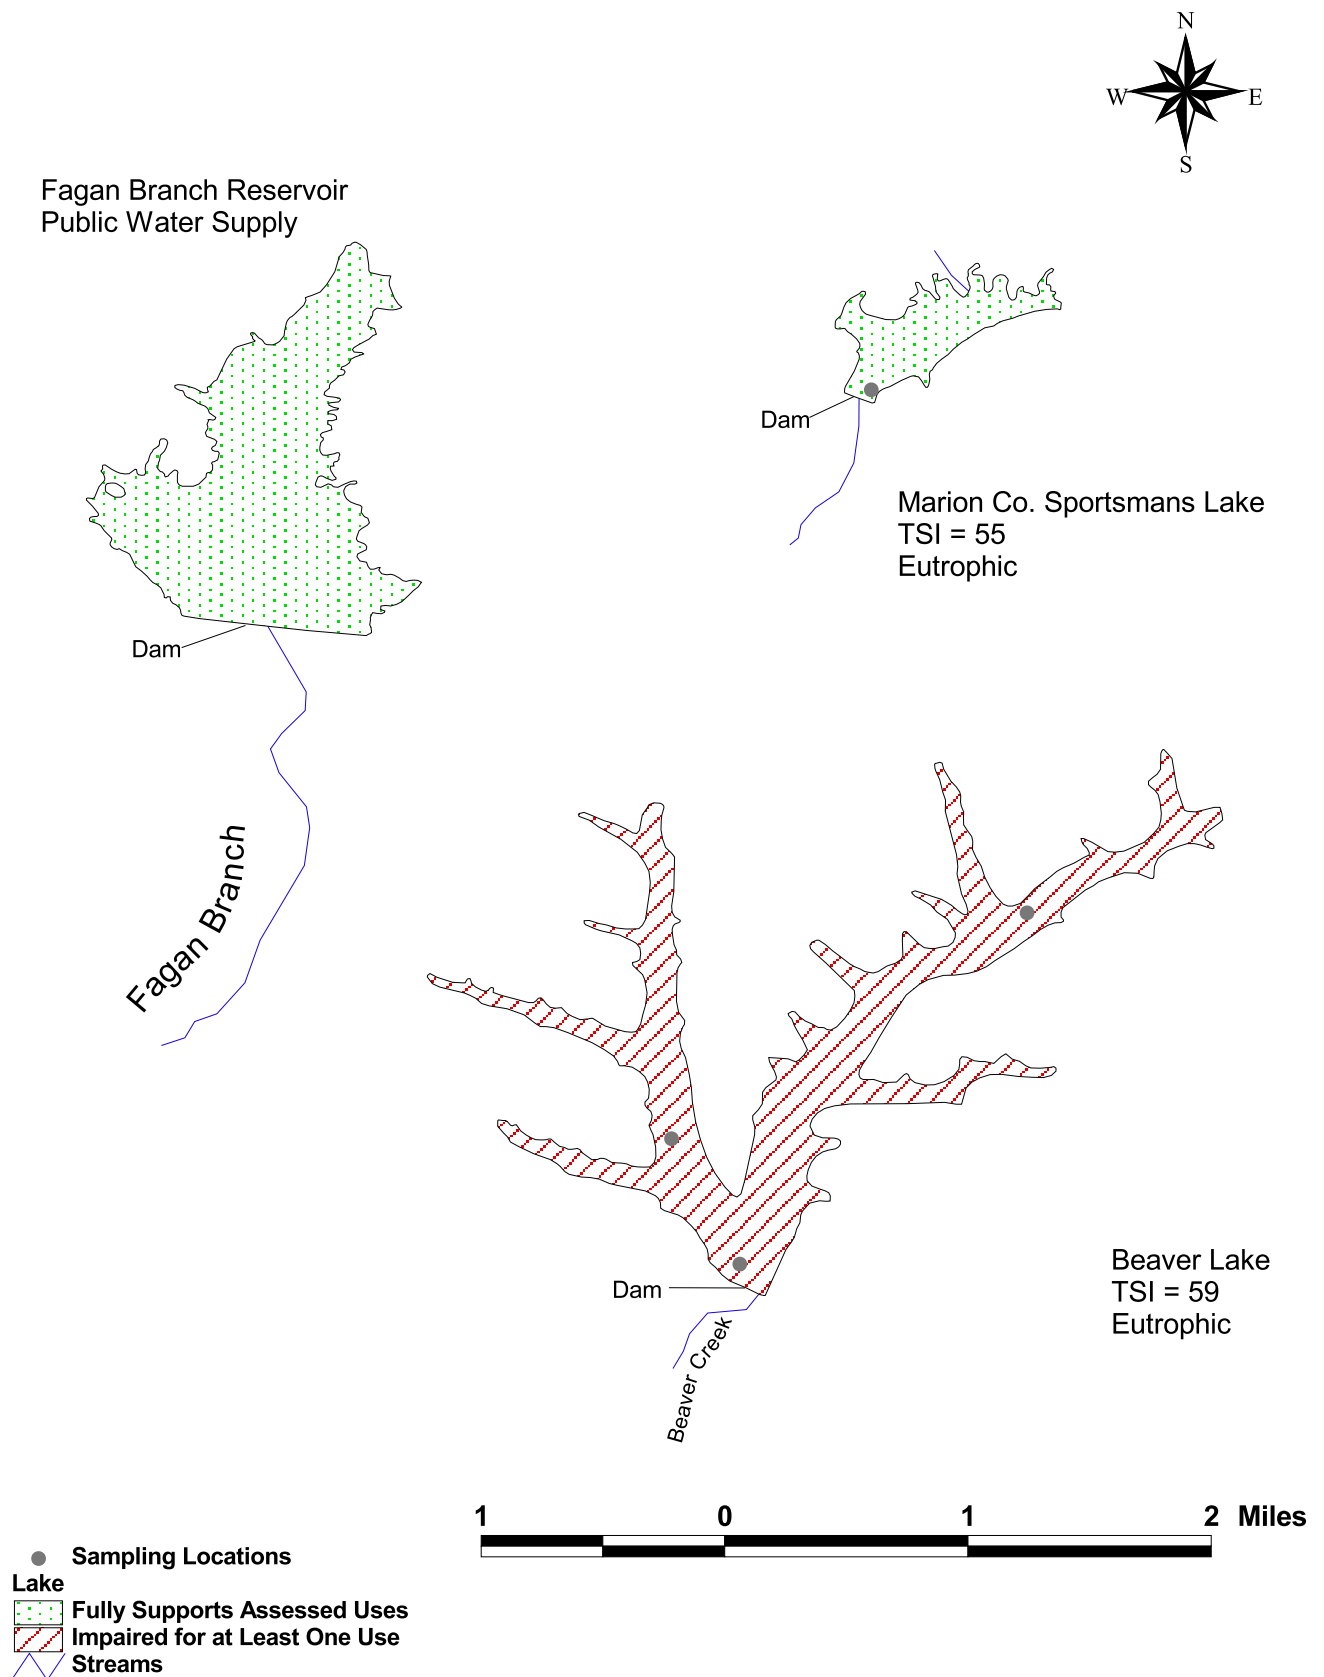 N
W
E
S
Fagan Branch Reservoir
Public Water Supply
Dam
Marion Co. Sportsmans Lake
TSI = 55
Eutrophic
Dam
Fagan Branch
Beaver Lake
TSI = 59
Eutrophic
Dam
Beaver Creek
1 0 1 2 Miles
Sampling Locations
Lake
Fully Supports Assessed Uses
Impaired for at Least One Use
Streams